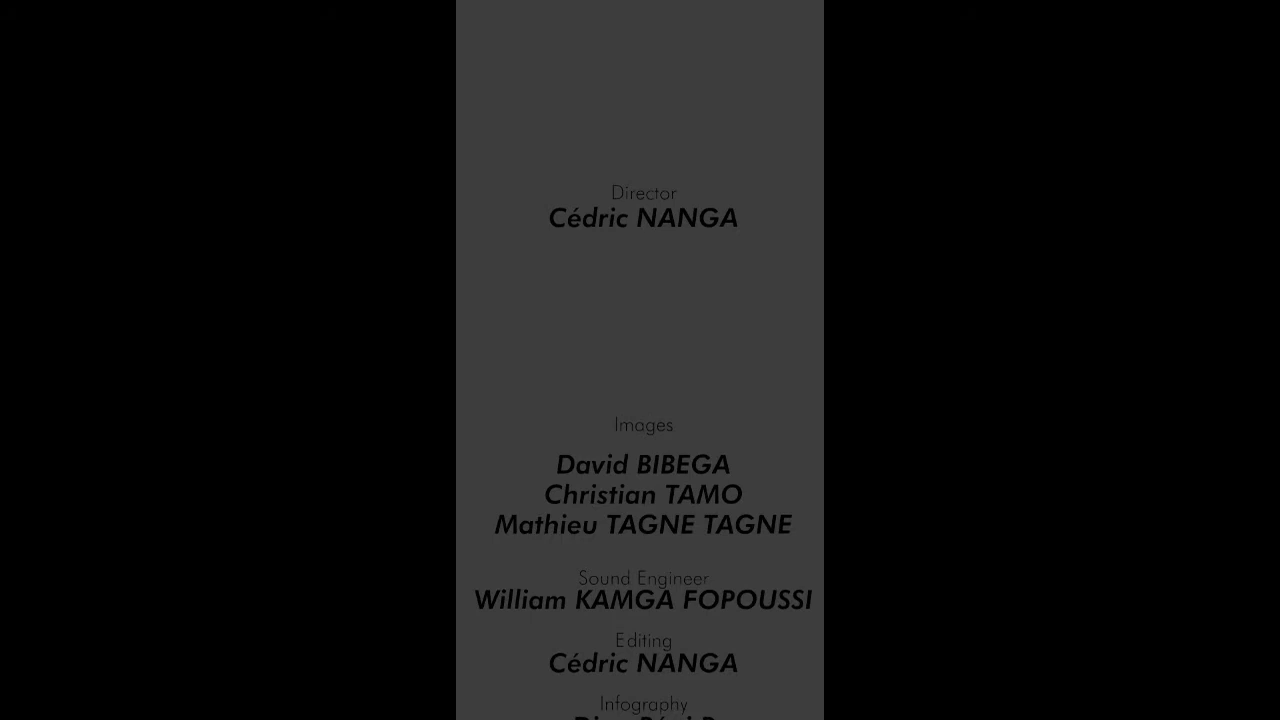 Director
Cédric NANGA
Images
David BIBEGA
Christian TAMO
Mathieu TAGNE TAGNE
Sound Engineer
William KAMGA FOPOUSSI
Editing
Cédric NANGA
Infography